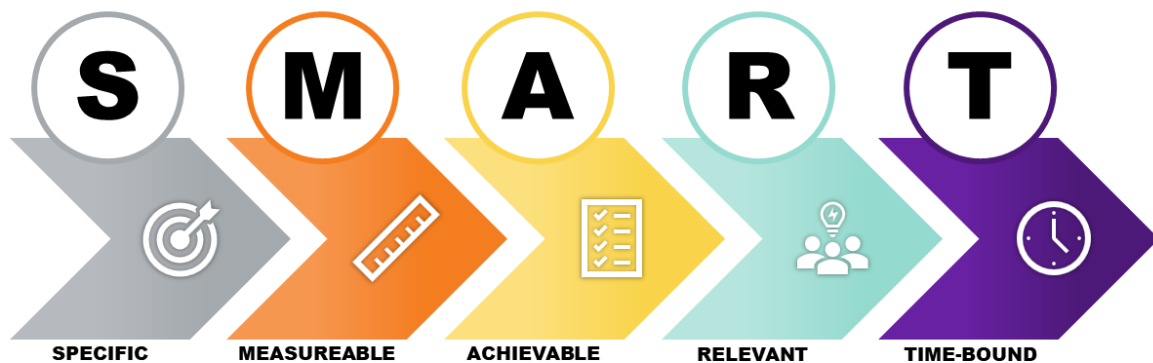 S M A R T
SPECIFIC MEASUREABLE ACHIEVABLE RELEVANT TIME-BOUND